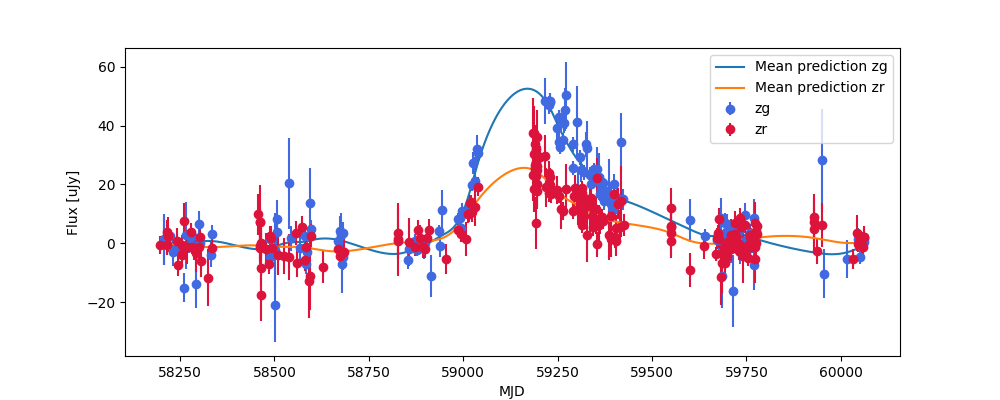 60
40
20
0
−20
Flux [uJy]
58250 58500 58750 59000 59250 59500 59750 60000
MJD
Mean prediction zg
Mean prediction zr
zg
zr